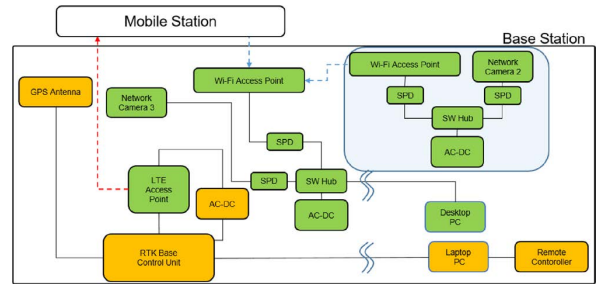 Mobile Station
Base Station
Wi-Fi Access Point
Network
Camera 2
GPS Antenna
Wi-Fi Access Point
Network
Camera 3
SPD
SPD
SW Hub
SPD
AC-DC
LTE
Access
Point
SPD
SW Hub
AC-DC
AC-DC
Desktop
PC
RTK Base
Control Unit
Laptop
PC
Remote
Contoroller